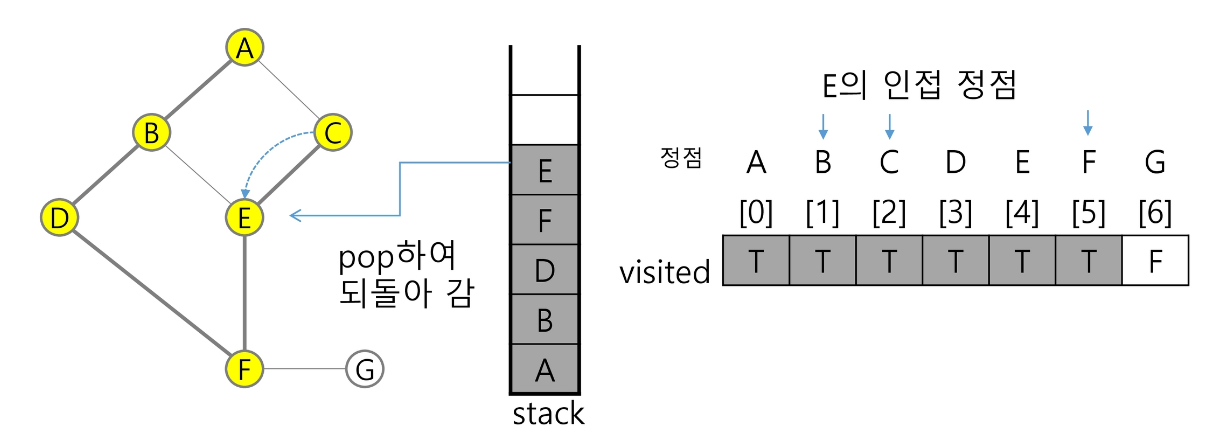 A
B
C
D
E
F
G
pop하여
되돌아 감
E
F
D
B
A
stack
E의 인접 정점
정점 A B C D E F G
[0] [1] [2] [3] [4] [5] [6]
visited T T T T T T F